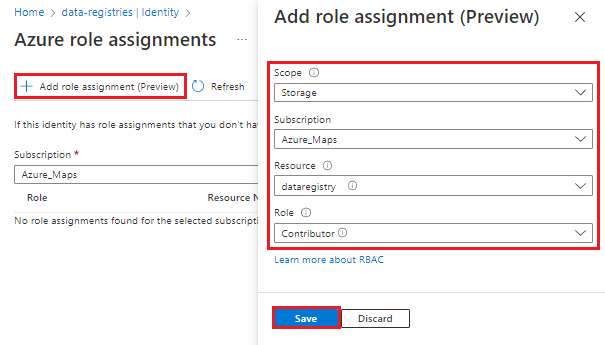 Home > data-registries | Identity >
Azure role assignments ...
+ Add role assignment (Preview) Refresh
If this identity has role assignments that you don't ha
Subscription *
Azure_Maps
Role Resource N
No role assignments found for the selected subscripti
Add role assignment (Preview)
Scope
Storage
Subscription
Azure_Maps
Resource
dataregistry
Role
Contributor
Learn more about RBAC
Save Discard